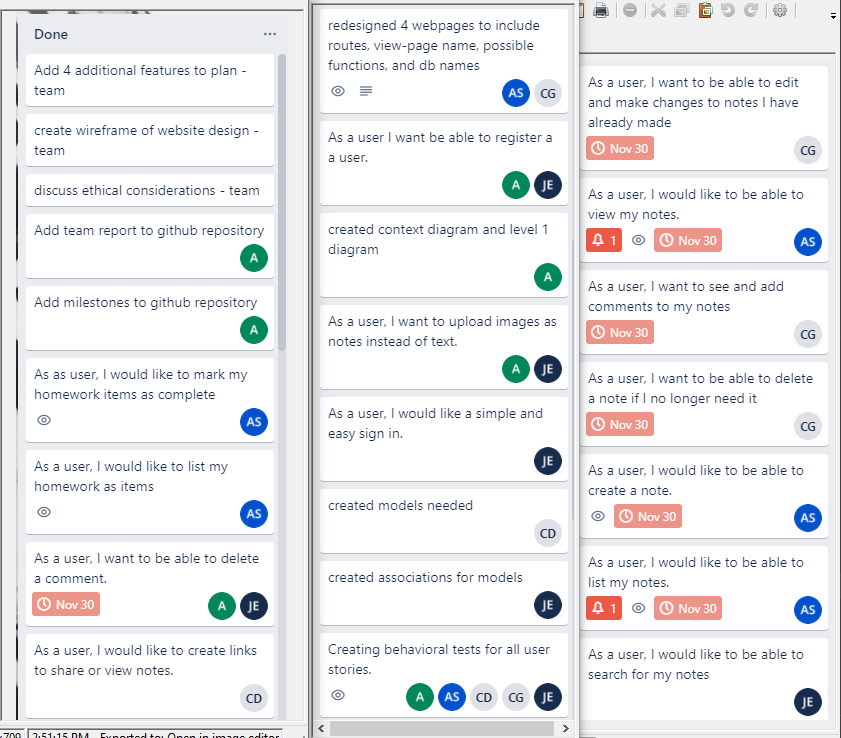 Done
Add 4 additional features to plan -
team
create wireframe of website design -
team
discuss ethical considerations - team
Add team report to github repository
A
Add milestones to github repository
A
As as user, I would like to mark my
homework items as complete
AS
As a user, I would like to list my
homework as items
AS
As a user, I want to be able to delete
a comment.
Nov 30
A JE
As a user, I would like to create links
to share or view notes.
CD
redesigned 4 webpages to include
routes, view-page name, possible
functions, and db names
AS CG
As a user I want be able to register a
a user.
A JE
created context diagram and level 1
diagram
A
As a user, I want to upload images as
notes instead of text.
A JE
As a user, I would like a simple and
easy sign in.
JE
created models needed
CD
created associations for models
JE
Creating behavioral tests for all user
stories.
A AS CD CG JE
As a user, I want to be able to edit
and make changes to notes I have
already made
Nov 30
CG
As a user, I would like to be able to
view my notes.
1 Nov 30
AS
As a user, I want to see and add
comments to my notes
Nov 30
CG
As a user, I want to be able to delete
a note if I no longer need it
Nov 30
CG
As a user, I would like to be able to
create a note.
Nov 30
AS
As a user, I would like to be able to
list my notes.
1 Nov 30
AS
As a user, I would like to be able to
search for my notes
JE
x709 2:51:15 PM - Exported to: Open in image editor